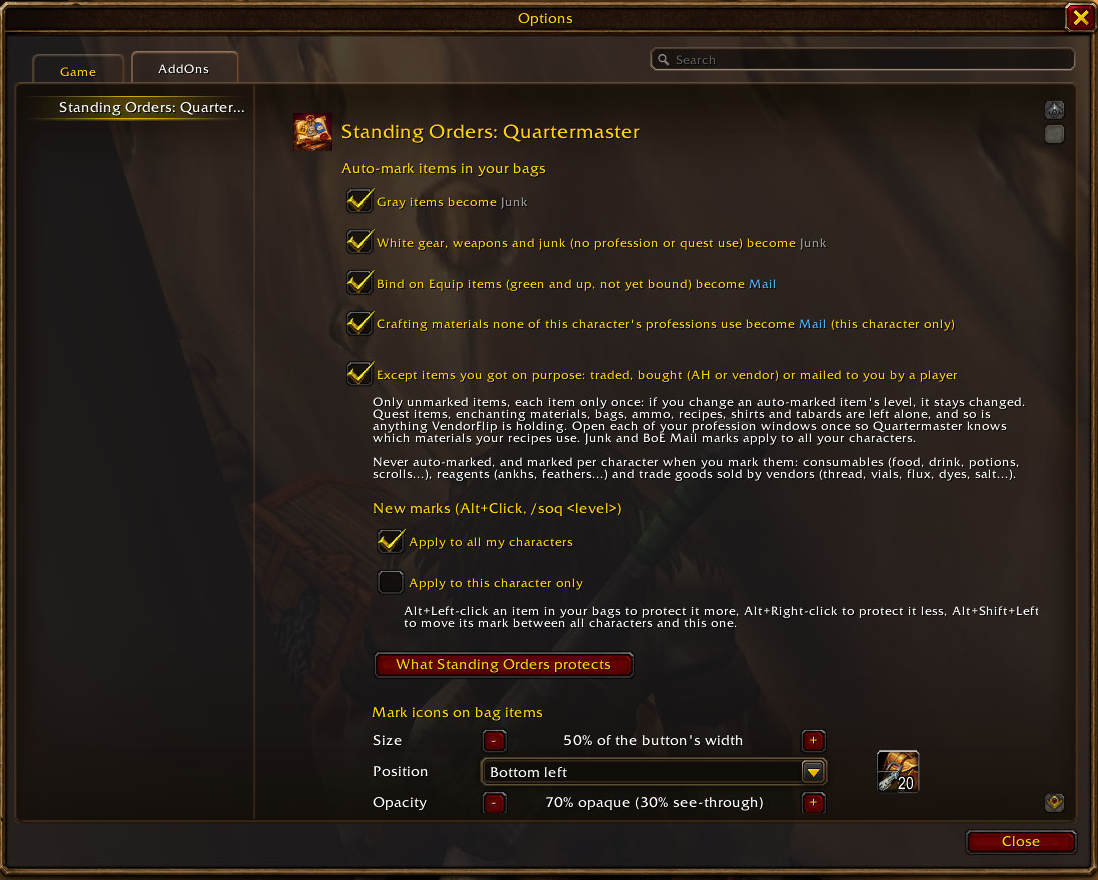 Options
Game
AddOns
Search
Standing Orders: Quarter...
Standing Orders: Quartermaster
Auto-mark items in your bags
Gray items become Junk
White gear, weapons and junk (no profession or quest use) become Junk
Bind on Equip items (green and up, not yet bound) become Mail
Crafting materials none of this character's professions use become Mail (this character only)
Except items you got on purpose: traded, bought (AH or vendor) or mailed to you by a player
Only unmarked items, each item only once: if you change an auto-marked item's level, it stays changed.
Quest items, enchanting materials, bags, ammo, recipes, shirts and tabards are left alone, and so is
anything VendorFlip is holding. Open each of your profession windows once so Quartermaster knows
which materials your recipes use. Junk and BoE Mail marks apply to all your characters.
Never auto-marked, and marked per character when you mark them: consumables (food, drink, potions,
scrolls...), reagents (ankhs, feathers...) and trade goods sold by vendors (thread, vials, flux, dyes, salt...).
New marks (Alt+Click, /soq <level>)
Apply to all my characters
Apply to this character only
Alt+Left-click an item in your bags to protect it more, Alt+Right-click to protect it less, Alt+Shift+Left
to move its mark between all characters and this one.
What Standing Orders protects
Mark icons on bag items
Size
- 50% of the button's width +
Position
Bottom left
20
Opacity
- 70% opaque (30% see-through) +
Close